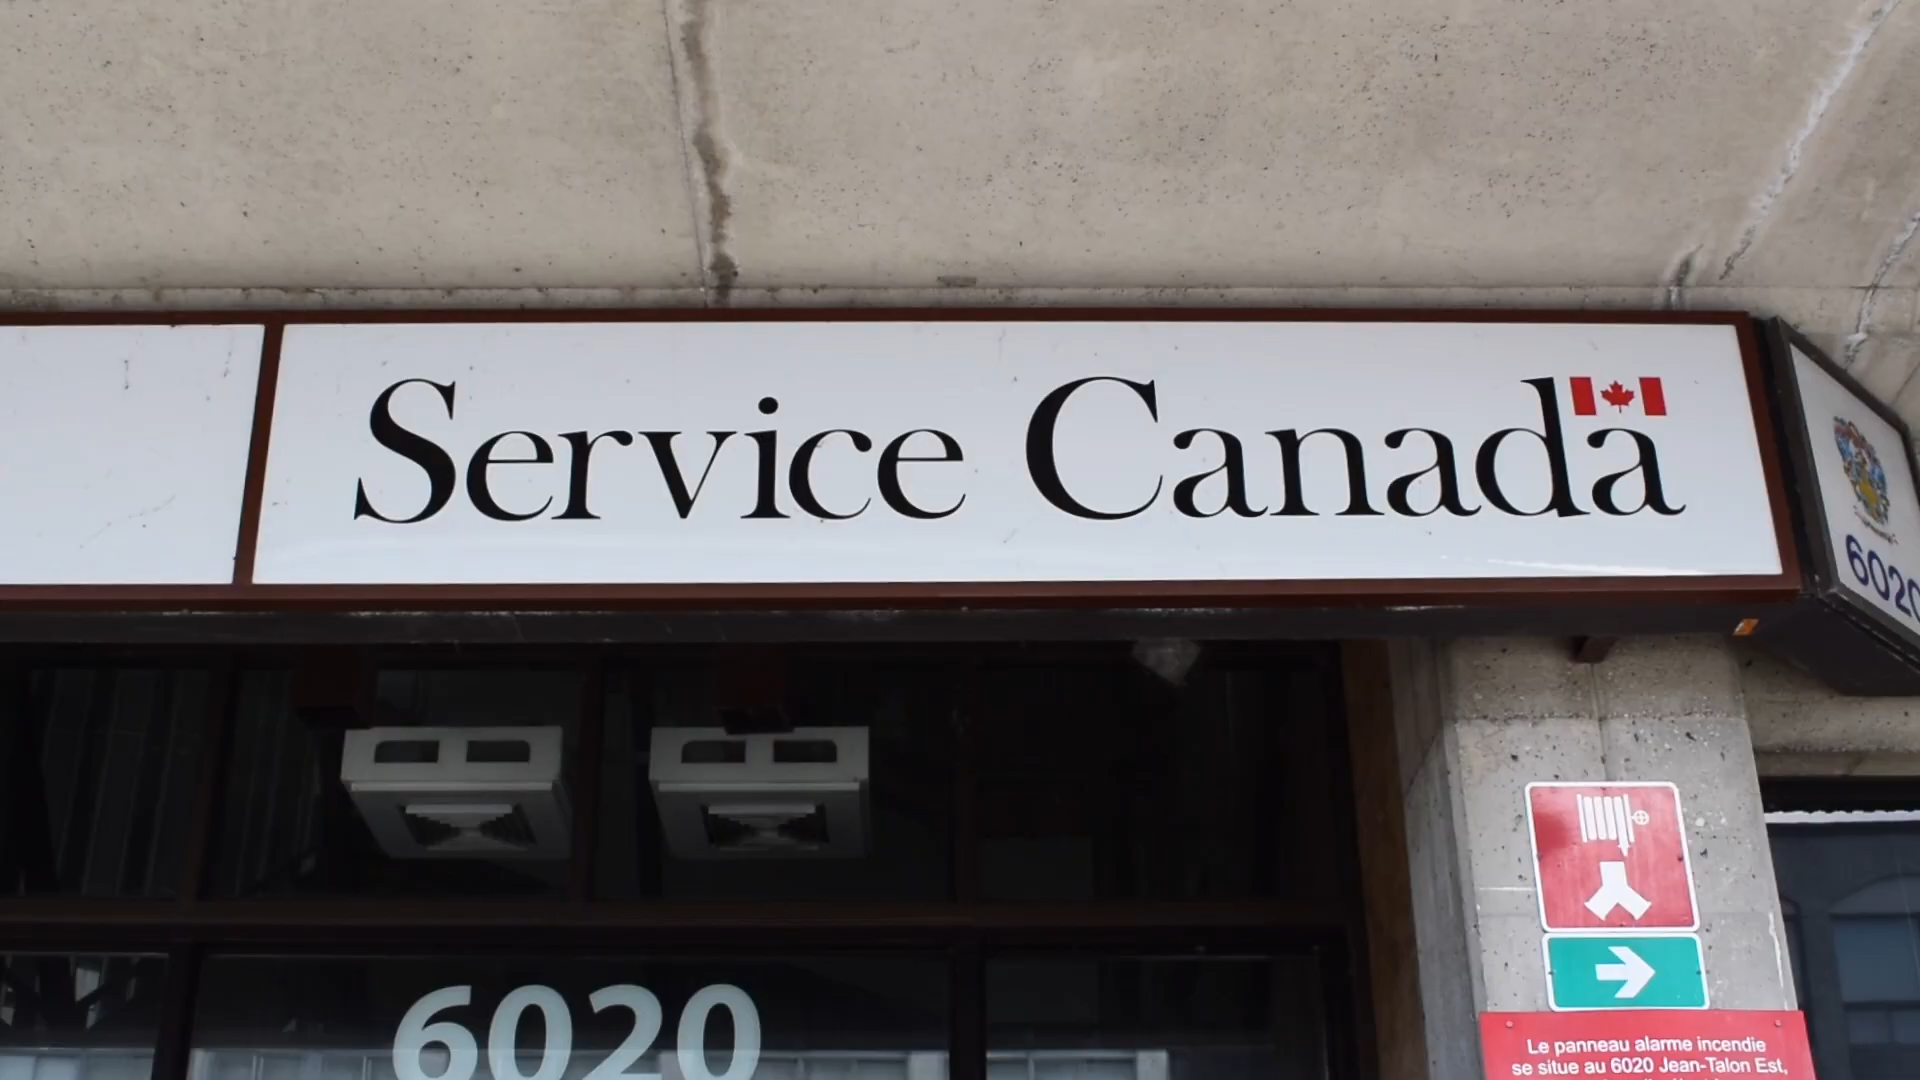 Service Canada
6020
6020
Le panneau alarme incendie
se situe au 6020 Jean-Talon Est,